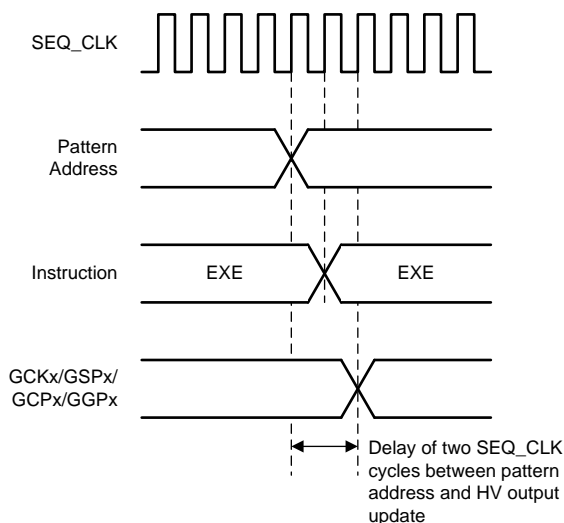 SEQ_CLK
Pattern
Address
Instruction
EXE
EXE
GCKx/GSPx/
GCPx/GGPx
Delay of two SEQ_CLK
cycles between pattern
address and HV output
update